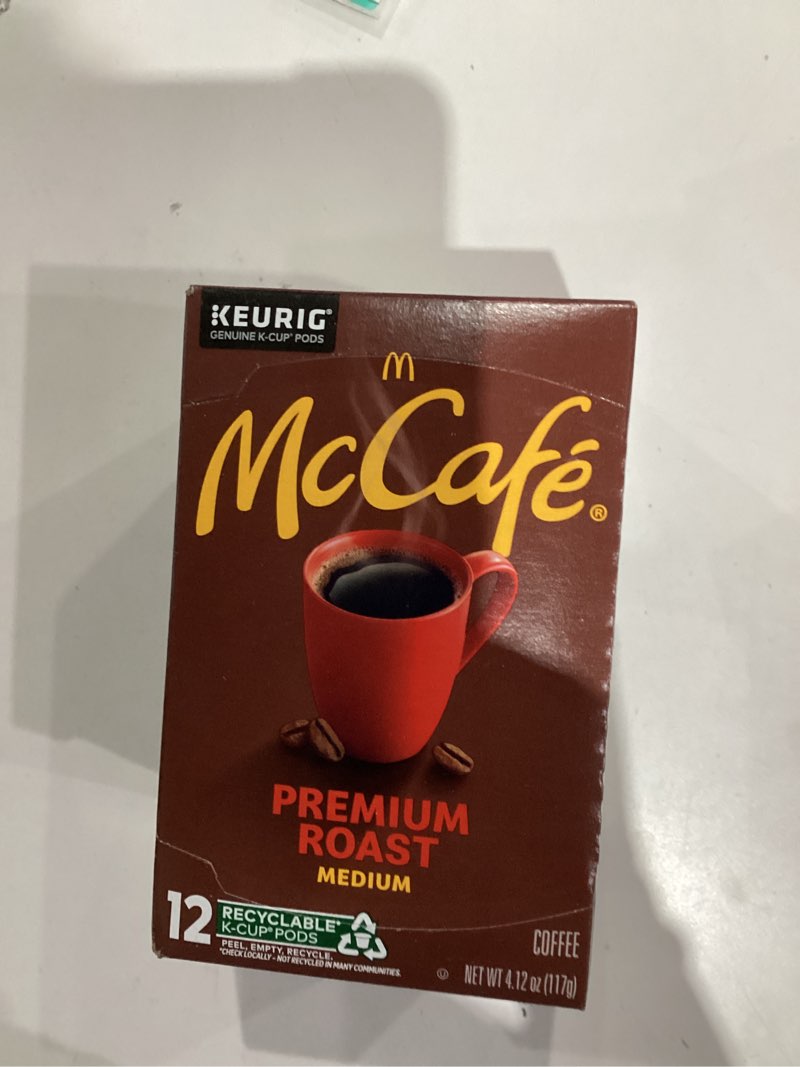 KEURIG®
GENUINE K-CUP® PODS
McCafé®
PREMIUM
ROAST
MEDIUM
12
RECYCLABLE*
K-CUP® PODS
PEEL, EMPTY, RECYCLE.
*CHECK LOCALLY - NOT RECYCLED IN MANY COMMUNITIES.
COFFEE
U NET WT 4.12 oz (117g)